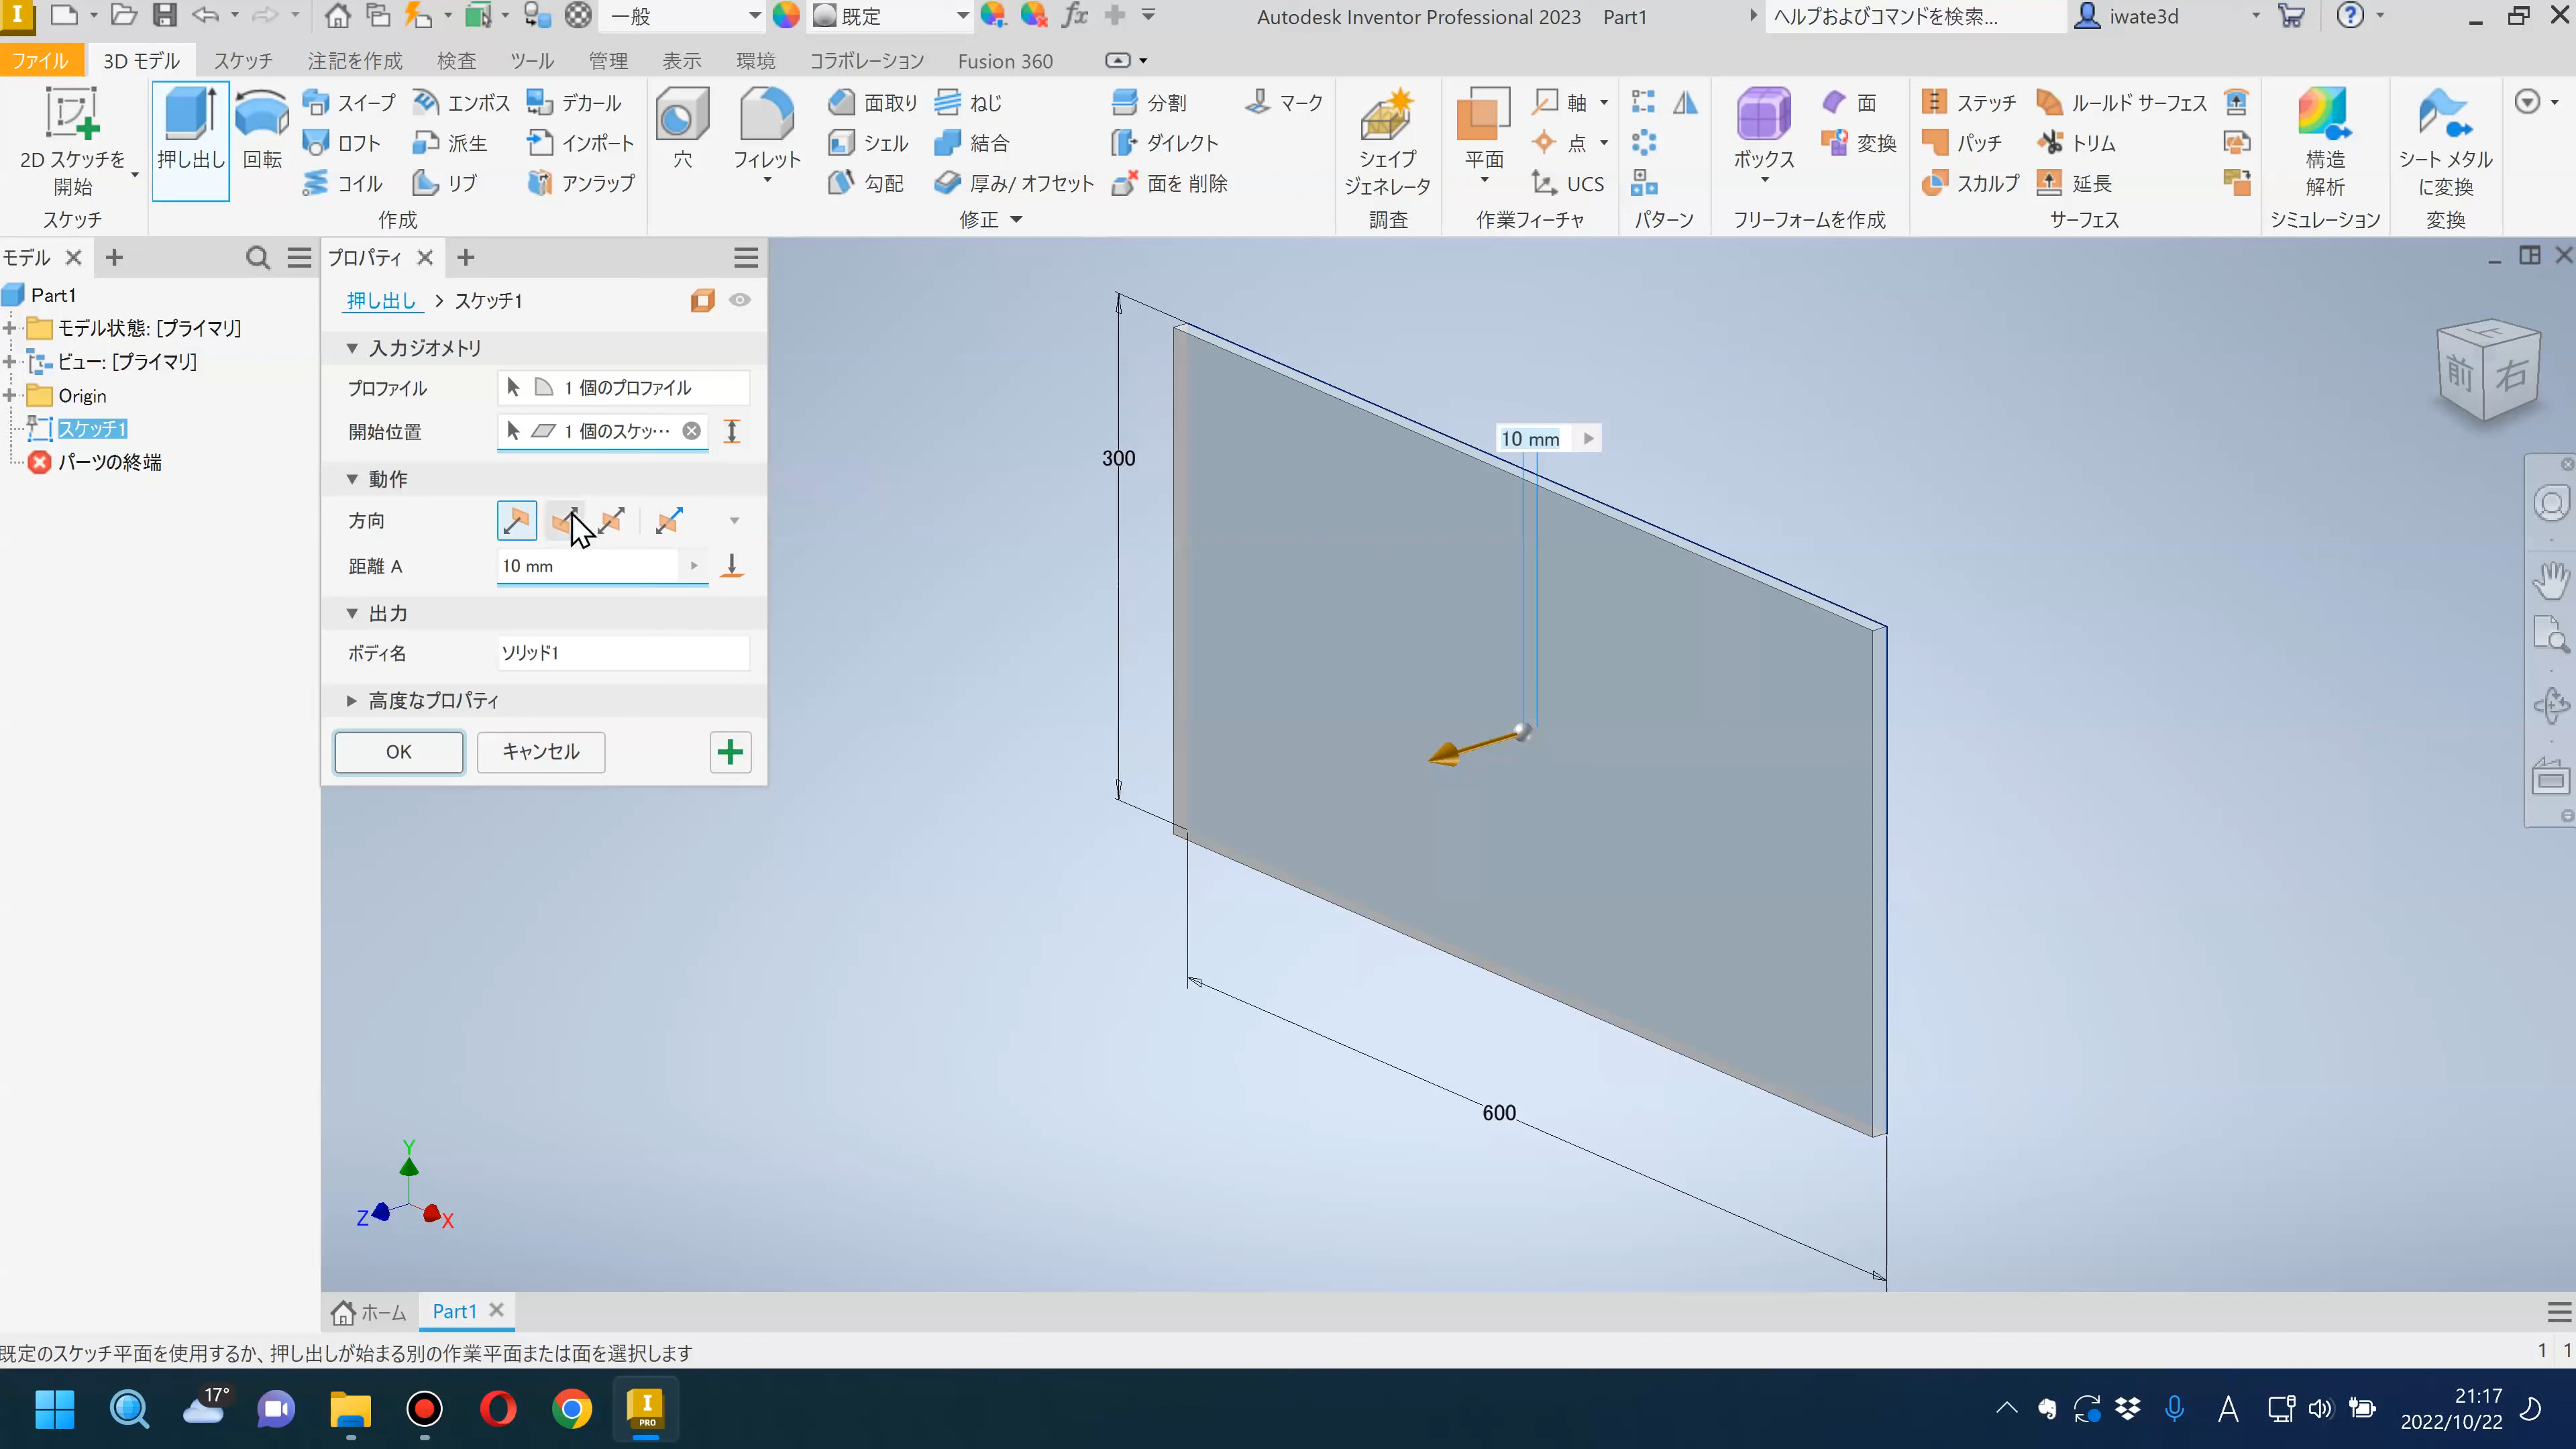 一般
既定
Autodesk Inventor Professional 2023 Part1
ヘルプおよびコマンドを検索...
iwate3d
ファイル 3D モデル スケッチ 注記を作成 検査 ツール 管理 表示 環境 コラボレーション Fusion 360
2D スケッチを
開始
スケッチ
押し出し
回転
スイープ
ロフト
コイル
エンボス
派生
リブ
デカール
インポート
アンラップ
作成
穴
フィレット
面取り
シェル
勾配
ねじ
結合
厚み/ オフセット
分割
ダイレクト
面を 削除
修正
マーク
シェイプ
ジェネレータ
調査
平面
軸
点
UCS
作業フィーチャ
パターン
ボックス
面
変換
フリーフォームを作成
ステッチ
パッチ
スカルプ
ルールド サーフェス
トリム
延長
サーフェス
構造
解析
シミュレーション
シート メタル
に変換
変換
モデル
Part1
モデル状態: [プライマリ]
ビュー: [プライマリ]
Origin
スケッチ1
パーツの終端
プロパティ
押し出し > スケッチ1
入力ジオメトリ
プロファイル 1 個のプロファイル
開始位置 1 個のスケッ…
動作
方向
距離 A 10 mm
出力
ボディ名 ソリッド1
高度なプロパティ
OK キャンセル
300
10 mm
600
上
前 右
Y
Z X
ホーム Part1
既定のスケッチ平面を使用するか、押し出しが始まる別の作業平面または面を選択します
1 1
17°
I
PRO
A
21:17
2022/10/22